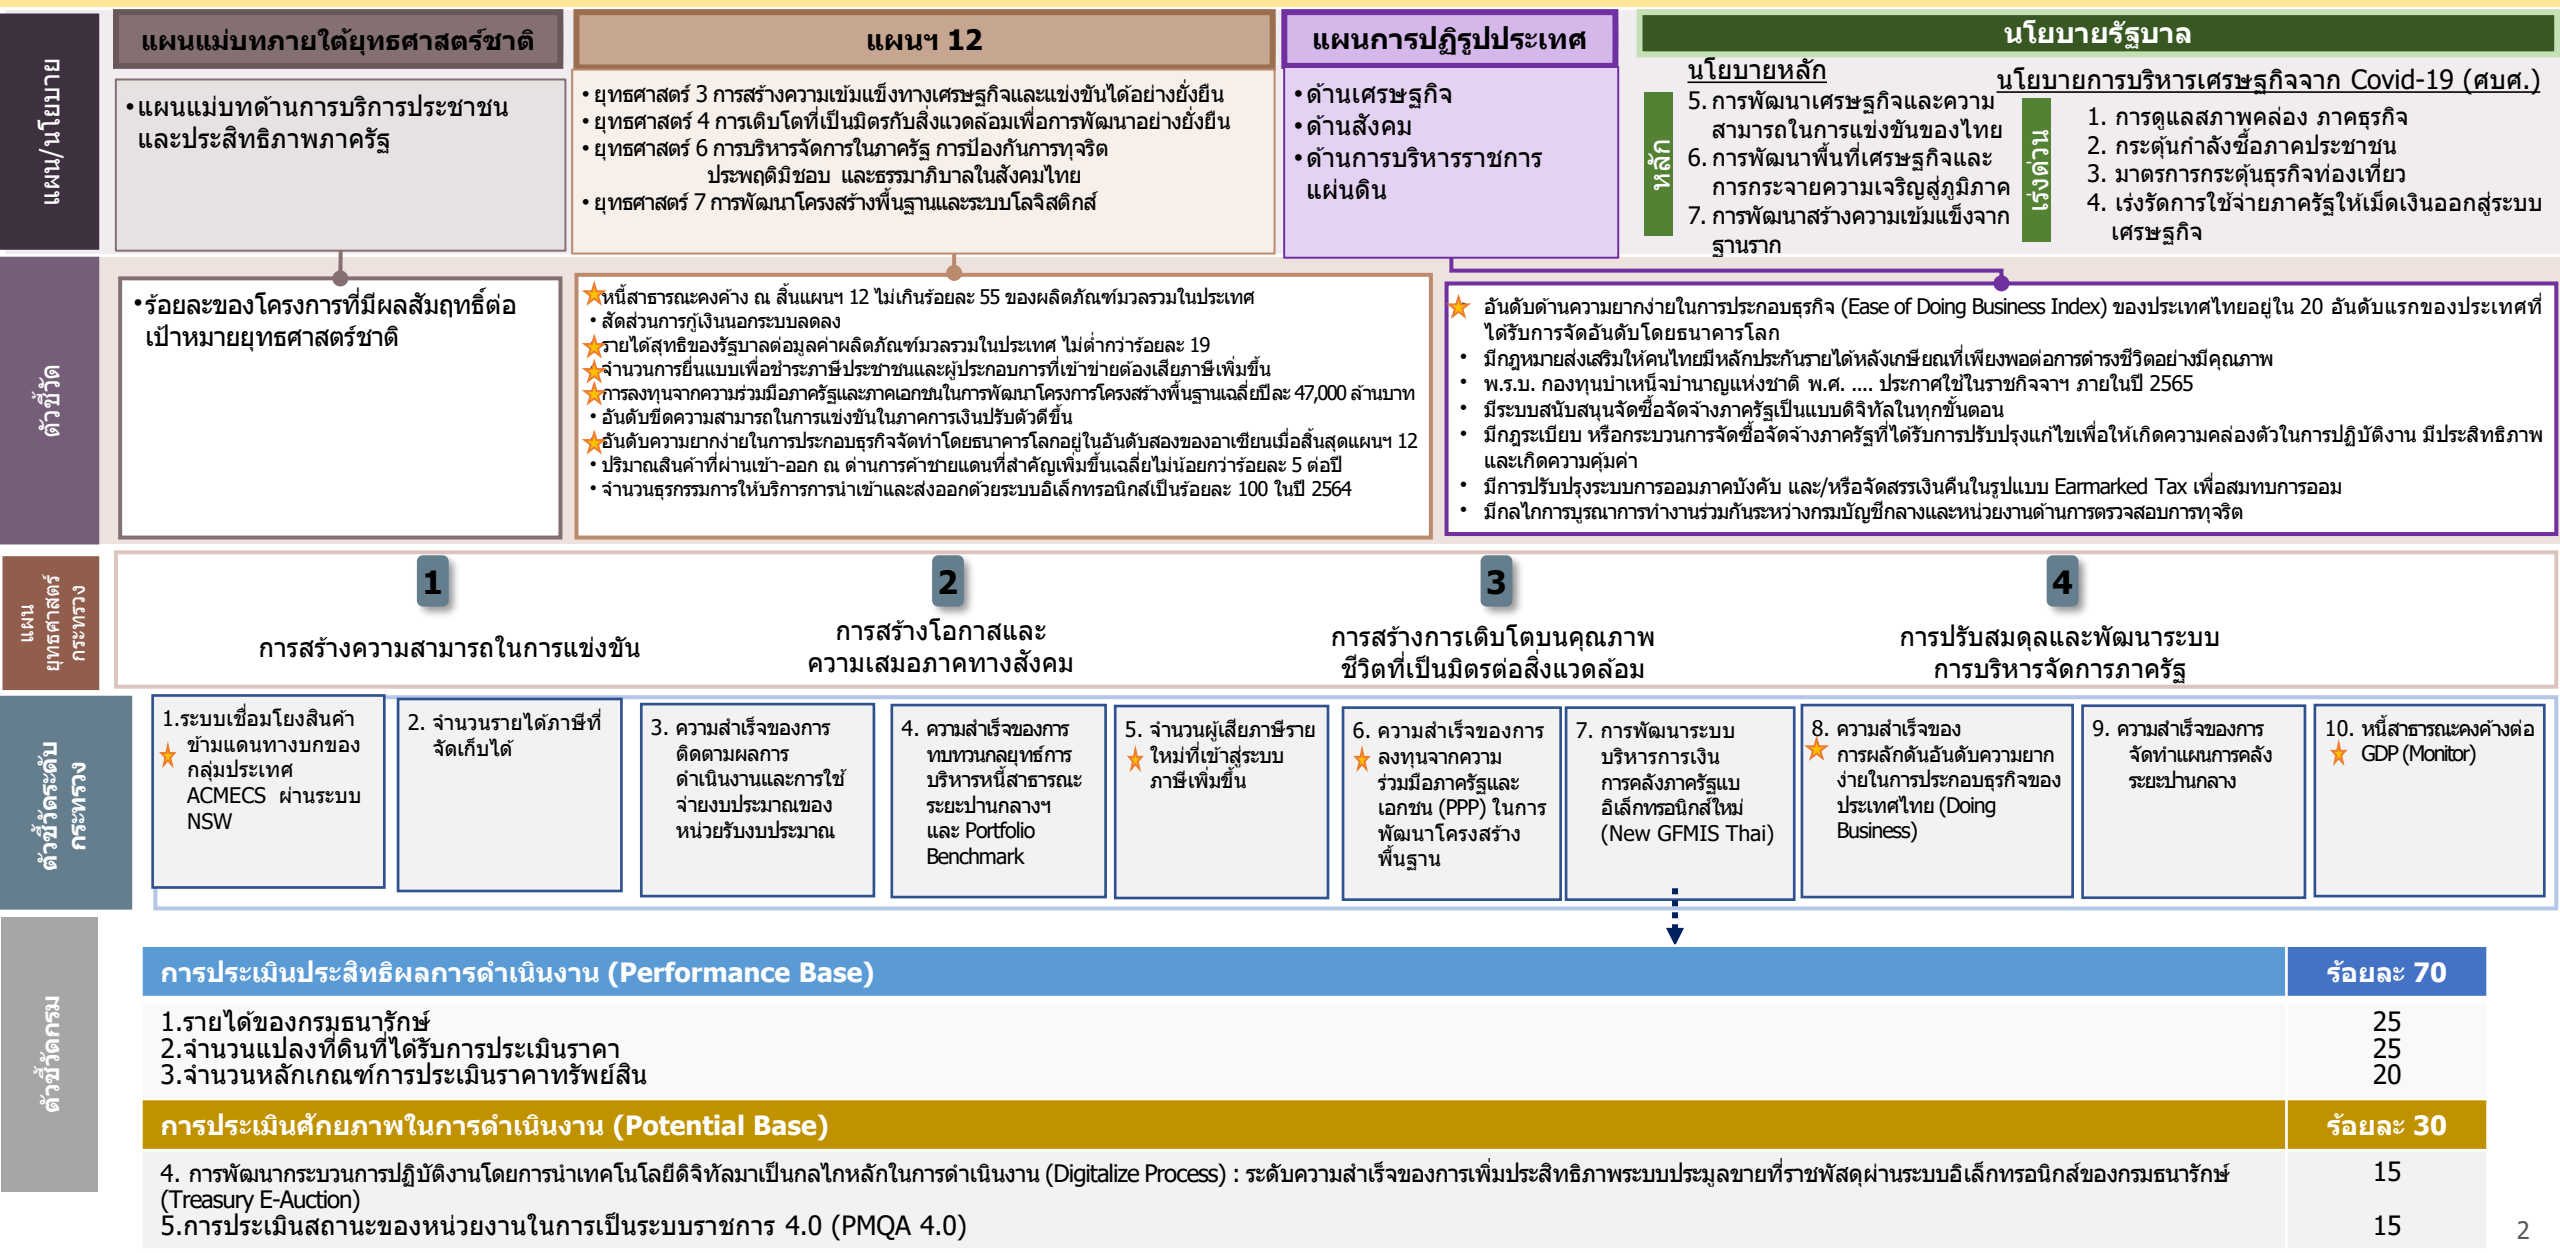 แผน/นโยบาย
แผนแม่บทภายใต้ยุทธศาสตร์ชาติ
•แผนแม่บทด้านการบริการประชาชน
และประสิทธิภาพภาครัฐ
แผนฯ 12
• ยุทธศาสตร์ 3 การสร้างความเข้มแข็งทางเศรษฐกิจและแข่งขันได้อย่างยั่งยืน
• ยุทธศาสตร์ 4 การเติบโตที่เป็นมิตรกับสิ่งแวดล้อมเพื่อการพัฒนาอย่างยั่งยืน
• ยุทธศาสตร์ 6 การบริหารจัดการในภาครัฐ การป้องกันการทุจริต
ประพฤติมิชอบ และธรรมาภิบาลในสังคมไทย
• ยุทธศาสตร์ 7 การพัฒนาโครงสร้างพื้นฐานและระบบโลจิสติกส์
แผนการปฏิรูปประเทศ
•ด้านเศรษฐกิจ
•ด้านสังคม
•ด้านการบริหารราชการ
แผ่นดิน
นโยบายรัฐบาล
นโยบายหลัก
หลัก
5. การพัฒนาเศรษฐกิจและความ
สามารถในการแข่งขันของไทย
6. การพัฒนาพื้นที่เศรษฐกิจและ
การกระจายความเจริญสู่ภูมิภาค
7. การพัฒนาสร้างความเข้มแข็งจาก
ฐานราก
นโยบายการบริหารเศรษฐกิจจาก Covid-19 (ศบศ.)
เร่งด่วน
1. การดูแลสภาพคล่อง ภาคธุรกิจ
2. กระตุ้นกำลังซื้อภาคประชาชน
3. มาตรการกระตุ้นธุรกิจท่องเที่ยว
4. เร่งรัดการใช้จ่ายภาครัฐให้เม็ดเงินออกสู่ระบบ
เศรษฐกิจ
ตัวชี้วัด
•ร้อยละของโครงการที่มีผลสัมฤทธิ์ต่อ
เป้าหมายยุทธศาสตร์ชาติ
หนี้สาธารณะคงค้าง ณ สิ้นแผนฯ 12 ไม่เกินร้อยละ 55 ของผลิตภัณฑ์มวลรวมในประเทศ
• สัดส่วนการกู้เงินนอกระบบลดลง
รายได้สุทธิของรัฐบาลต่อมูลค่าผลิตภัณฑ์มวลรวมในประเทศ ไม่ต่ำกว่าร้อยละ 19
จำนวนการยื่นแบบเพื่อชำระภาษีประชาชนและผู้ประกอบการที่เข้าข่ายต้องเสียภาษีเพิ่มขึ้น
การลงทุนจากความร่วมมือภาครัฐและภาคเอกชนในการพัฒนาโครงการโครงสร้างพื้นฐานเฉลี่ยปีละ 47,000 ล้านบาท
• อันดับขีดความสามารถในการแข่งขันในภาคการเงินปรับตัวดีขึ้น
อันดับความยากง่ายในการประกอบธุรกิจจัดทำโดยธนาคารโลกอยู่ในอันดับสองของอาเซียนเมื่อสิ้นสุดแผนฯ 12
• ปริมาณสินค้าที่ผ่านเข้า-ออก ณ ด่านการค้าชายแดนที่สำคัญเพิ่มขึ้นเฉลี่ยไม่น้อยกว่าร้อยละ 5 ต่อปี
• จำนวนธุรกรรมการให้บริการการนำเข้าและส่งออกด้วยระบบอิเล็กทรอนิกส์เป็นร้อยละ 100 ในปี 2564
อันดับด้านความยากง่ายในการประกอบธุรกิจ (Ease of Doing Business Index) ของประเทศไทยอยู่ใน 20 อันดับแรกของประเทศที่
ได้รับการจัดอันดับโดยธนาคารโลก
• มีกฎหมายส่งเสริมให้คนไทยมีหลักประกันรายได้หลังเกษียณที่เพียงพอต่อการดำรงชีวิตอย่างมีคุณภาพ
• พ.ร.บ. กองทุนบำเหน็จบำนาญแห่งชาติ พ.ศ. .... ประกาศใช้ในราชกิจจาฯ ภายในปี 2565
• มีระบบสนับสนุนจัดซื้อจัดจ้างภาครัฐเป็นแบบดิจิทัลในทุกขั้นตอน
• มีกฎระเบียบ หรือกระบวนการจัดซื้อจัดจ้างภาครัฐที่ได้รับการปรับปรุงแก้ไขเพื่อให้เกิดความคล่องตัวในการปฏิบัติงาน มีประสิทธิภาพ
และเกิดความคุ้มค่า
• มีการปรับปรุงระบบการออมภาคบังคับ และ/หรือจัดสรรเงินคืนในรูปแบบ Earmarked Tax เพื่อสมทบการออม
• มีกลไกการบูรณาการทำงานร่วมกันระหว่างกรมบัญชีกลางและหน่วยงานด้านการตรวจสอบการทุจริต
แผน
ยุทธศาสตร์
กระทรวง
1
การสร้างความสามารถในการแข่งขัน
2
การสร้างโอกาสและ
ความเสมอภาคทางสังคม
3
การสร้างการเติบโตบนคุณภาพ
ชีวิตที่เป็นมิตรต่อสิ่งแวดล้อม
4
การปรับสมดุลและพัฒนาระบบ
การบริหารจัดการภาครัฐ
ตัวชี้วัดระดับ
กระทรวง
1.ระบบเชื่อมโยงสินค้า
ข้ามแดนทางบกของ
กลุ่มประเทศ
ACMECS ผ่านระบบ
NSW
2. จำนวนรายได้ภาษีที่
จัดเก็บได้
3. ความสำเร็จของการ
ติดตามผลการ
ดำเนินงานและการใช้
จ่ายงบประมาณของ
หน่วยรับงบประมาณ
4. ความสำเร็จของการ
ทบทวนกลยุทธ์การ
บริหารหนี้สาธารณะ
ระยะปานกลางฯ
และ Portfolio
Benchmark
5. จำนวนผู้เสียภาษีราย
ใหม่ที่เข้าสู่ระบบ
ภาษีเพิ่มขึ้น
6. ความสำเร็จของการ
ลงทุนจากความ
ร่วมมือภาครัฐและ
เอกชน (PPP) ในการ
พัฒนาโครงสร้าง
พื้นฐาน
7. การพัฒนาระบบ
บริหารการเงิน
การคลังภาครัฐแบ
อิเล็กทรอนิกส์ใหม่
(New GFMIS Thai)
8. ความสำเร็จของ
การผลักดันอันดับความยาก
ง่ายในการประกอบธุรกิจของ
ประเทศไทย (Doing
Business)
9. ความสำเร็จของการ
จัดทำแผนการคลัง
ระยะปานกลาง
10. หนี้สาธารณะคงค้างต่อ
GDP (Monitor)
ตัวชี้วัดกรม
การประเมินประสิทธิผลการดำเนินงาน (Performance Base) ร้อยละ 70
1.รายได้ของกรมธนารักษ์ 25
2.จำนวนแปลงที่ดินที่ได้รับการประเมินราคา 25
3.จำนวนหลักเกณฑ์การประเมินราคาทรัพย์สิน 20
การประเมินศักยภาพในการดำเนินงาน (Potential Base) ร้อยละ 30
4. การพัฒนากระบวนการปฏิบัติงานโดยการนำเทคโนโลยีดิจิทัลมาเป็นกลไกหลักในการดำเนินงาน (Digitalize Process) : ระดับความสำเร็จของการเพิ่มประสิทธิภาพระบบประมูลขายที่ราชพัสดุผ่านระบบอิเล็กทรอนิกส์ของกรมธนารักษ์ 15
(Treasury E-Auction)
5.การประเมินสถานะของหน่วยงานในการเป็นระบบราชการ 4.0 (PMQA 4.0) 15
2